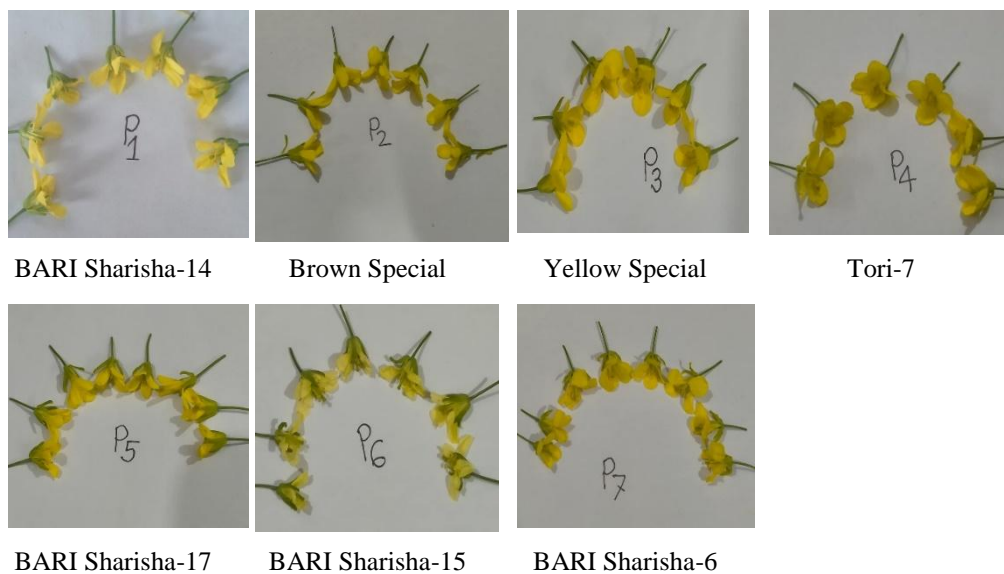 P1 P2 P3 P4
BARI Sharisha-14 Brown Special Yellow Special Tori-7
P5 P6 P7
BARI Sharisha-17 BARI Sharisha-15 BARI Sharisha-6